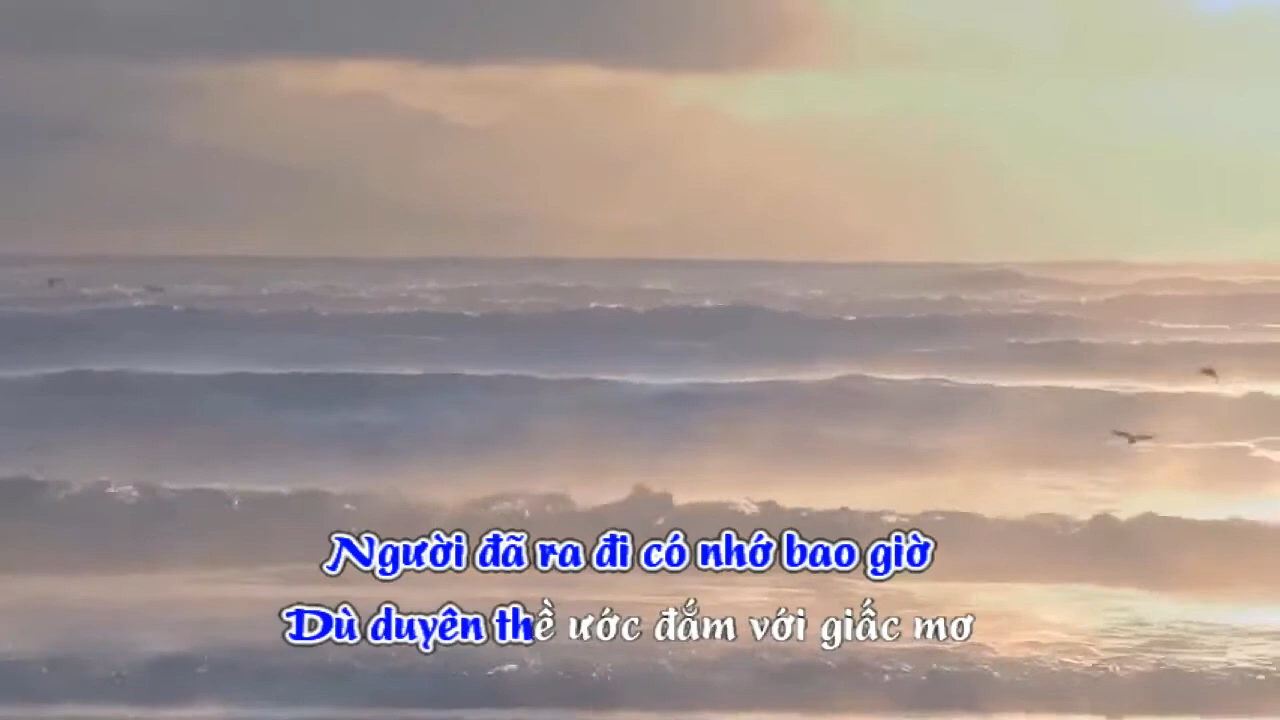 Người đã ra đi có nhớ bao giờ
Dù duyên thề ước đắm với giấc mơ